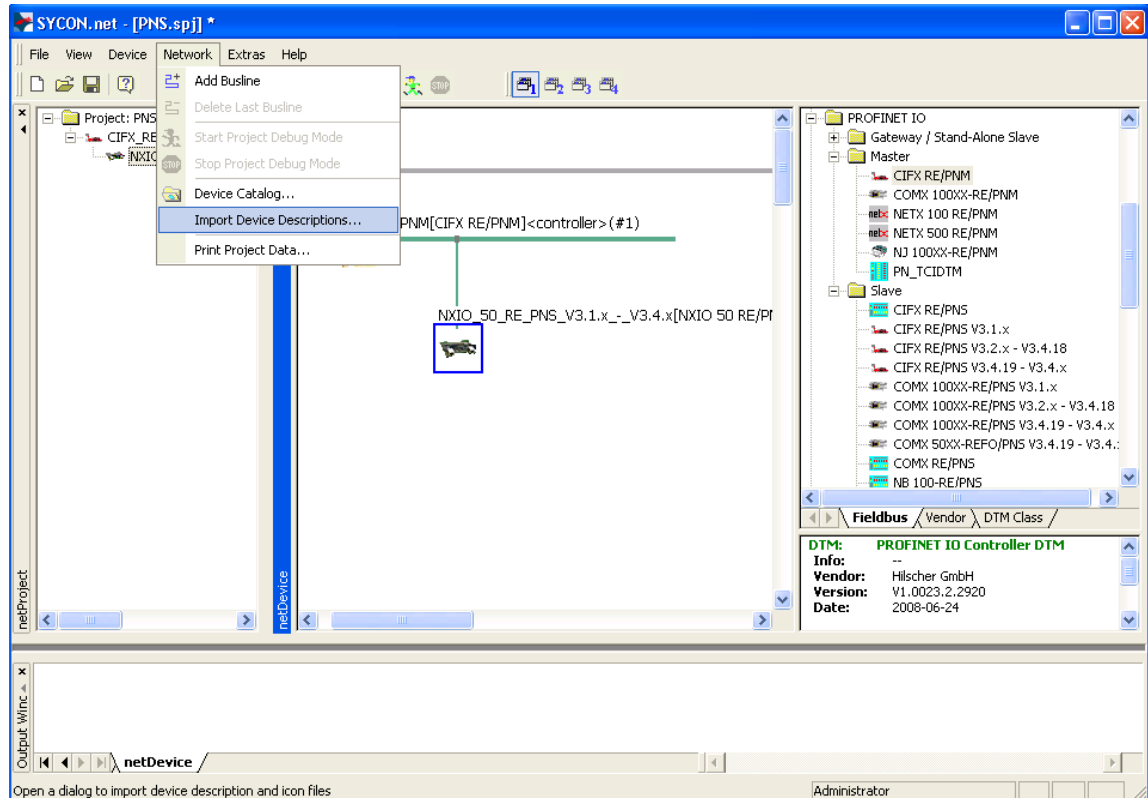 SYCON.net - [PNS.spj] *
File View Device Network Extras Help
Add Busline
Delete Last Busline
Start Project Debug Mode
Stop Project Debug Mode
Device Catalog...
Import Device Descriptions...
Print Project Data...
STOP
1 2 3 4
netProject
Project: PNS
CIFX_RE
NXIO
netDevice
PNM[CIFX RE/PNM]<controller>(#1)
NXIO_50_RE_PNS_V3.1.x_-_V3.4.x[NXIO 50 RE/PN
PROFINET IO
Gateway / Stand-Alone Slave
Master
CIFX RE/PNM
COMX 100XX-RE/PNM
NETX 100 RE/PNM
NETX 500 RE/PNM
NJ 100XX-RE/PNM
PN_TCIDTM
Slave
CIFX RE/PNS
CIFX RE/PNS V3.1.x
CIFX RE/PNS V3.2.x - V3.4.18
CIFX RE/PNS V3.4.19 - V3.4.x
COMX 100XX-RE/PNS V3.1.x
COMX 100XX-RE/PNS V3.2.x - V3.4.18
COMX 100XX-RE/PNS V3.4.19 - V3.4.x
COMX 50XX-REFO/PNS V3.4.19 - V3.4.
COMX RE/PNS
NB 100-RE/PNS
Fieldbus Vendor DTM Class
DTM: PROFINET IO Controller DTM
Info: --
Vendor: Hilscher GmbH
Version: V1.0023.2.2920
Date: 2008-06-24
Output Winc
netDevice
Open a dialog to import device description and icon files
Administrator